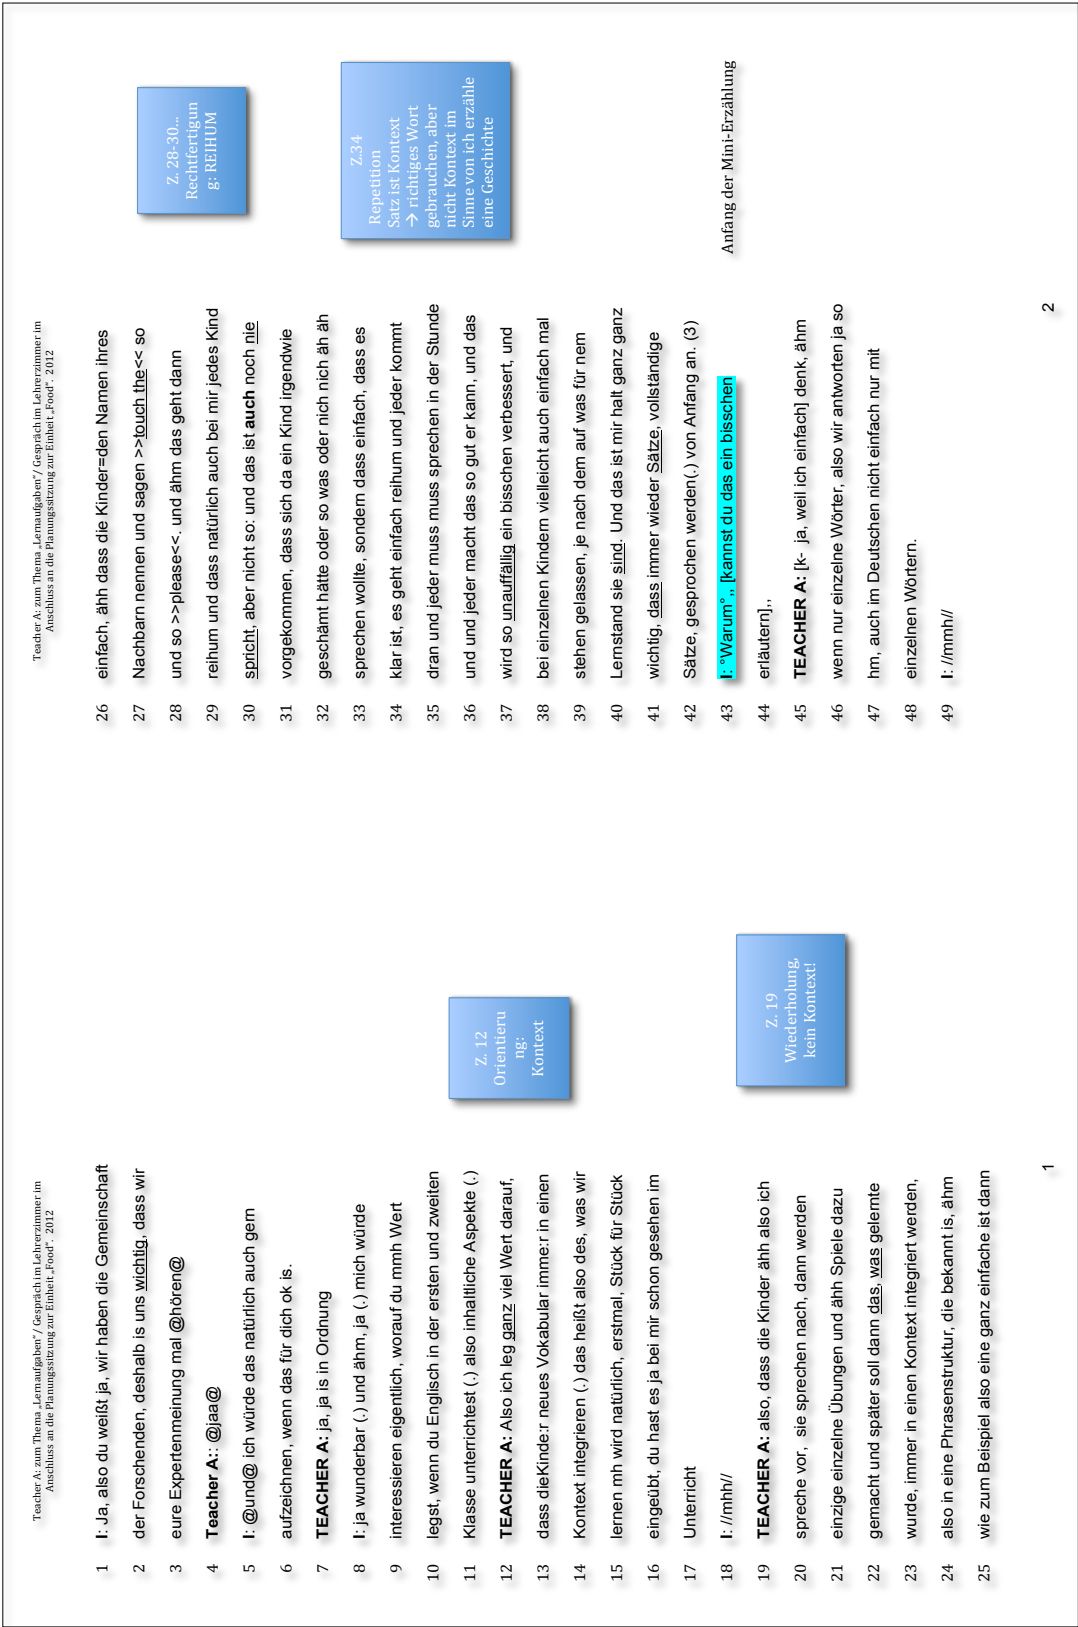 Teacher A: zum Thema „Lernaufgaben“/ Gespräch im Lehrerzimmer im
Anschluss an die Planungssitzung zur Einheit „Food“. 2012
1 I: Ja, also du weißt ja, wir haben die Gemeinschaft
2 der Forschenden, deshalb is uns wichtig, dass wir
3 eure Expertenmeinung mal @hören@
4 Teacher A:: @jaa@
5 I: @und@ ich würde das natürlich auch gern
6 aufzeichnen, wenn das für dich ok is.
7 TEACHER A: ja, ja is in Ordnung
8 I: ja wunderbar (.) und ähm, ja (.) mich würde
9 interessieren eigentlich, worauf du mmh Wert
10 legst, wenn du Englisch in der ersten und zweiten
11 Klasse unterrichtest (.) also inhaltliche Aspekte (.)
12 TEACHER A: Also ich leg ganz viel Wert darauf,
13 dass dieKinde:r neues Vokabular imme:r in einen
14 Kontext integrieren (.) das heißt also des, was wir
15 lernen mh wird natürlich, erstmal, Stück für Stück
16 eingeübt, du hast es ja bei mir schon gesehen im
17 Unterricht
18 I: //mhh//
19 TEACHER A: also, dass die Kinder ähh also ich
20 spreche vor,  sie sprechen nach, dann werden
21 einzige einzelne Übungen und ähh Spiele dazu
22 gemacht und später soll dann das, was gelernte
23 wurde, immer in einen Kontext integriert werden,
24 also in eine Phrasenstruktur, die bekannt is, ähm
25 wie zum Beispiel also eine ganz einfache ist dann
Z. 12
Orientieru
ng:
Kontext
Z. 19
Wiederholung,
kein Kontext!
1
Teacher A: zum Thema „Lernaufgaben“/ Gespräch im Lehrerzimmer im
Anschluss an die Planungssitzung zur Einheit „Food“. 2012
26 einfach, ähh dass die Kinder=den Namen ihres
27 Nachbarn nennen und sagen >>touch the<< so
28 und so >>please<<. und ähm das geht dann
29 reihum und dass natürlich auch bei mir jedes Kind
30 spricht, aber nicht so: und das ist auch noch nie
31 vorgekommen, dass sich da ein Kind irgendwie
32 geschämt hätte oder so was oder nich nich äh äh
33 sprechen wollte, sondern dass einfach, dass es
34 klar ist, es geht einfach reihum und jeder kommt
35 dran und jeder muss muss sprechen in der Stunde
36 und und jeder macht das so gut er kann, und das
37 wird so unauffällig ein bisschen verbessert, und
38 bei einzelnen Kindern vielleicht auch einfach mal
39 stehen gelassen, je nach dem auf was für nem
40 Lernstand sie sind. Und das ist mir halt ganz ganz
41 wichtig, dass immer wieder Sätze, vollständige
42 Sätze, gesprochen werden(.) von Anfang an. (3)
43 I: °Warum° ,, [kannst du das ein bisschen
44 erläutern],,
45 TEACHER A: [k-  ja, weil ich einfach] denk, ähm
46 wenn nur einzelne Wörter, also wir antworten ja so
47 hm, auch im Deutschen nicht einfach nur mit
48 einzelnen Wörtern.
49 I: //mmh//
Z. 28-30...
Rechtfertigun
g: REIHUM
Z.34
Repetition
Satz ist Kontext
→ richtiges Wort
gebrauchen, aber
nicht Kontext im
Sinne von ich erzähle
eine Geschichte
Anfang der Mini-Erzählung
2